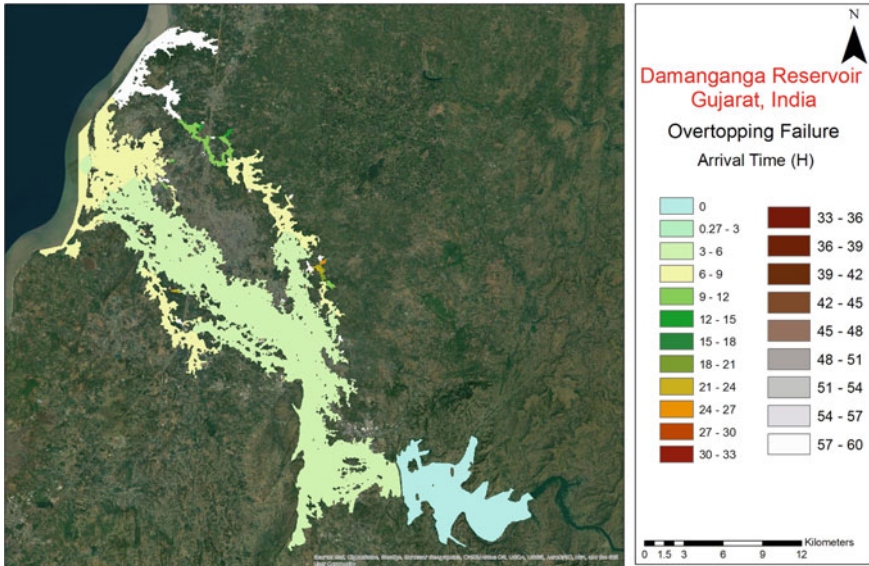 N
Damanganga Reservoir
Gujarat, India
Overtopping Failure
Arrival Time (H)
0
0.27 - 3
3 - 6
6 - 9
9 - 12
12 - 15
15 - 18
18 - 21
21 - 24
24 - 27
27 - 30
30 - 33
33 - 36
36 - 39
39 - 42
42 - 45
45 - 48
48 - 51
51 - 54
54 - 57
57 - 60
Kilometers
0 1.5 3 6 9 12